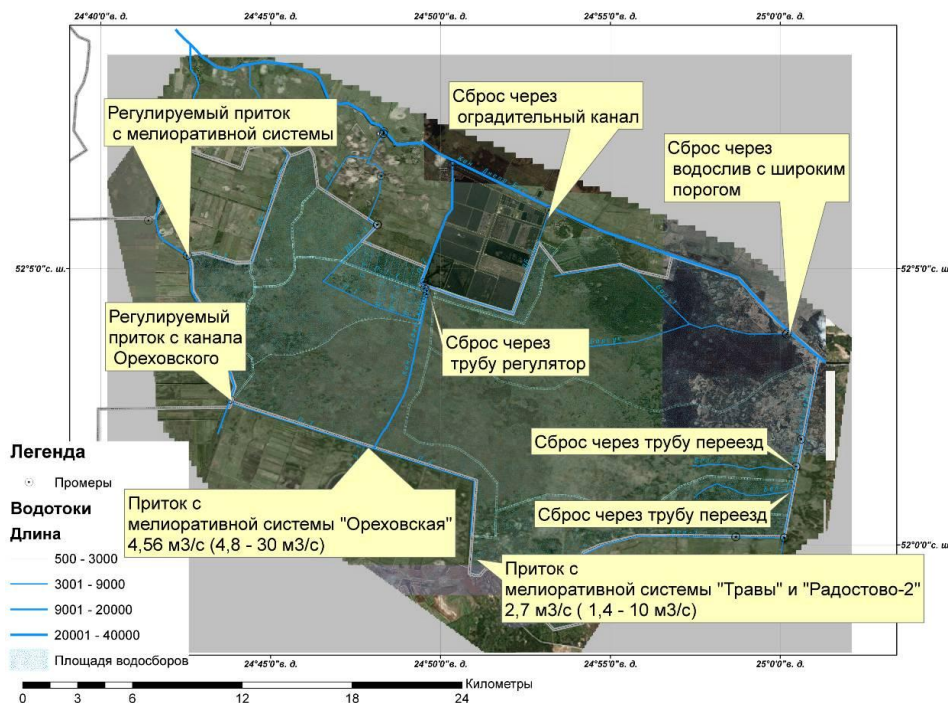 24°40'0"в. д.
24°45'0"в. д.
24°50'0"в. д.
24°55'0"в. д.
25°0'0"в. д.
Регулируемый приток
с мелиоративной системы
Сброс через
оградительный канал
Сброс через
водослив с широким
порогом
52°5'0"с. ш.
52°5'0"с. ш
Регулируемый
приток с канала
Ореховского
Сброс через
трубу регулятор
Сброс через трубу переезд
Сброс через трубу переезд
Приток с
мелиоративной системы "Ореховская"
4,56 м3/с (4,8 - 30 м3/с)
52°0'0"с. ш
Приток с
мелиоративной системы "Травы" и "Радостово-2"
2,7 м3/с ( 1,4 - 10 м3/с)
Легенда
Промеры
Водотоки
Длина
500 - 3000
3001 - 9000
9001 - 20000
20001 - 40000
Площадя водосборов
24°45'0"в. д.
24°50'0"в. д.
24°55'0"в. д.
25°0'0"в. д.
Километры
0 1,5 3 6 12 18 24